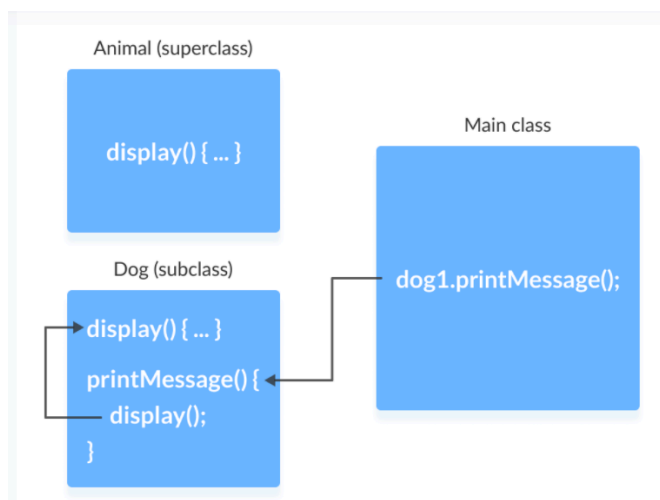 Animal (superclass)
display() { ... }
Dog (subclass)
display() { ... }
printMessage() {
display();
}
Main class
dog1.printMessage();